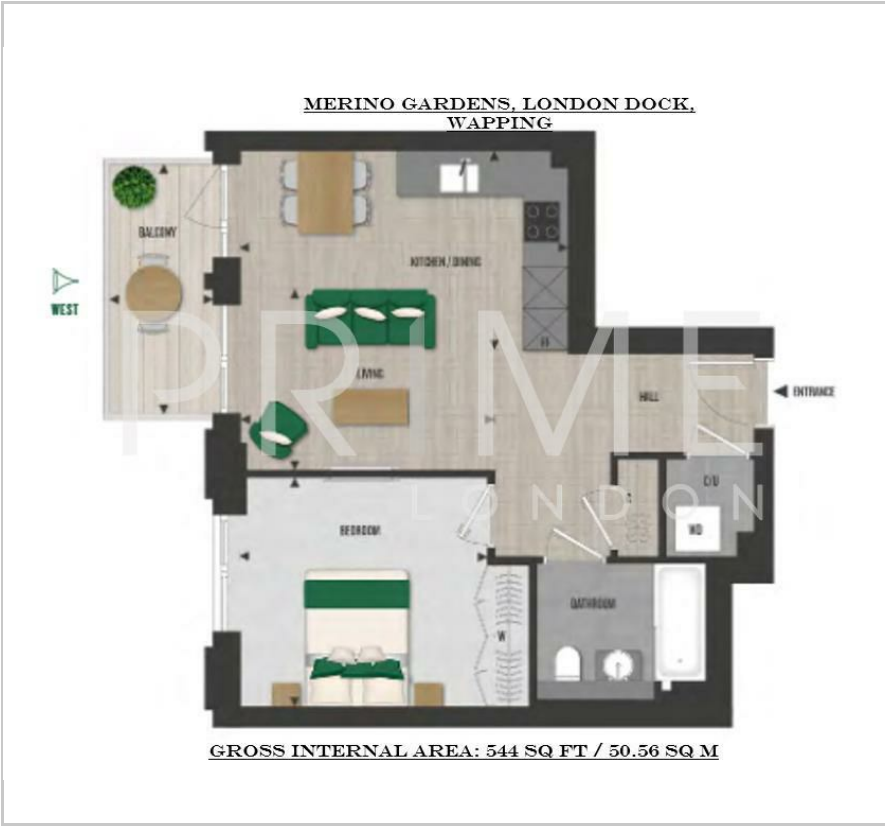 MERINO GARDENS, LONDON DOCK,
WAPPING
BALCONY
KITCHEN / DINING
WEST
PRIME
LONDON
LIVING
FF
HALL
ENTRANCE
C
C/U
WD
BEDROOM
BATHROOM
W
GROSS INTERNAL AREA: 544 SQ FT / 50.56 SQ M